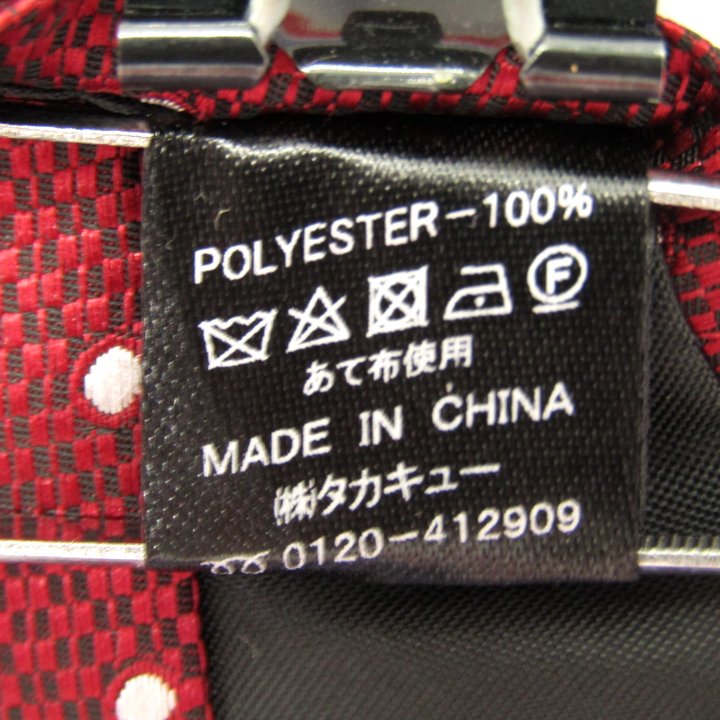 POLYESTER-100%
F
あて布使用
MADE IN CHINA
㈱タカキュー
0120-412909